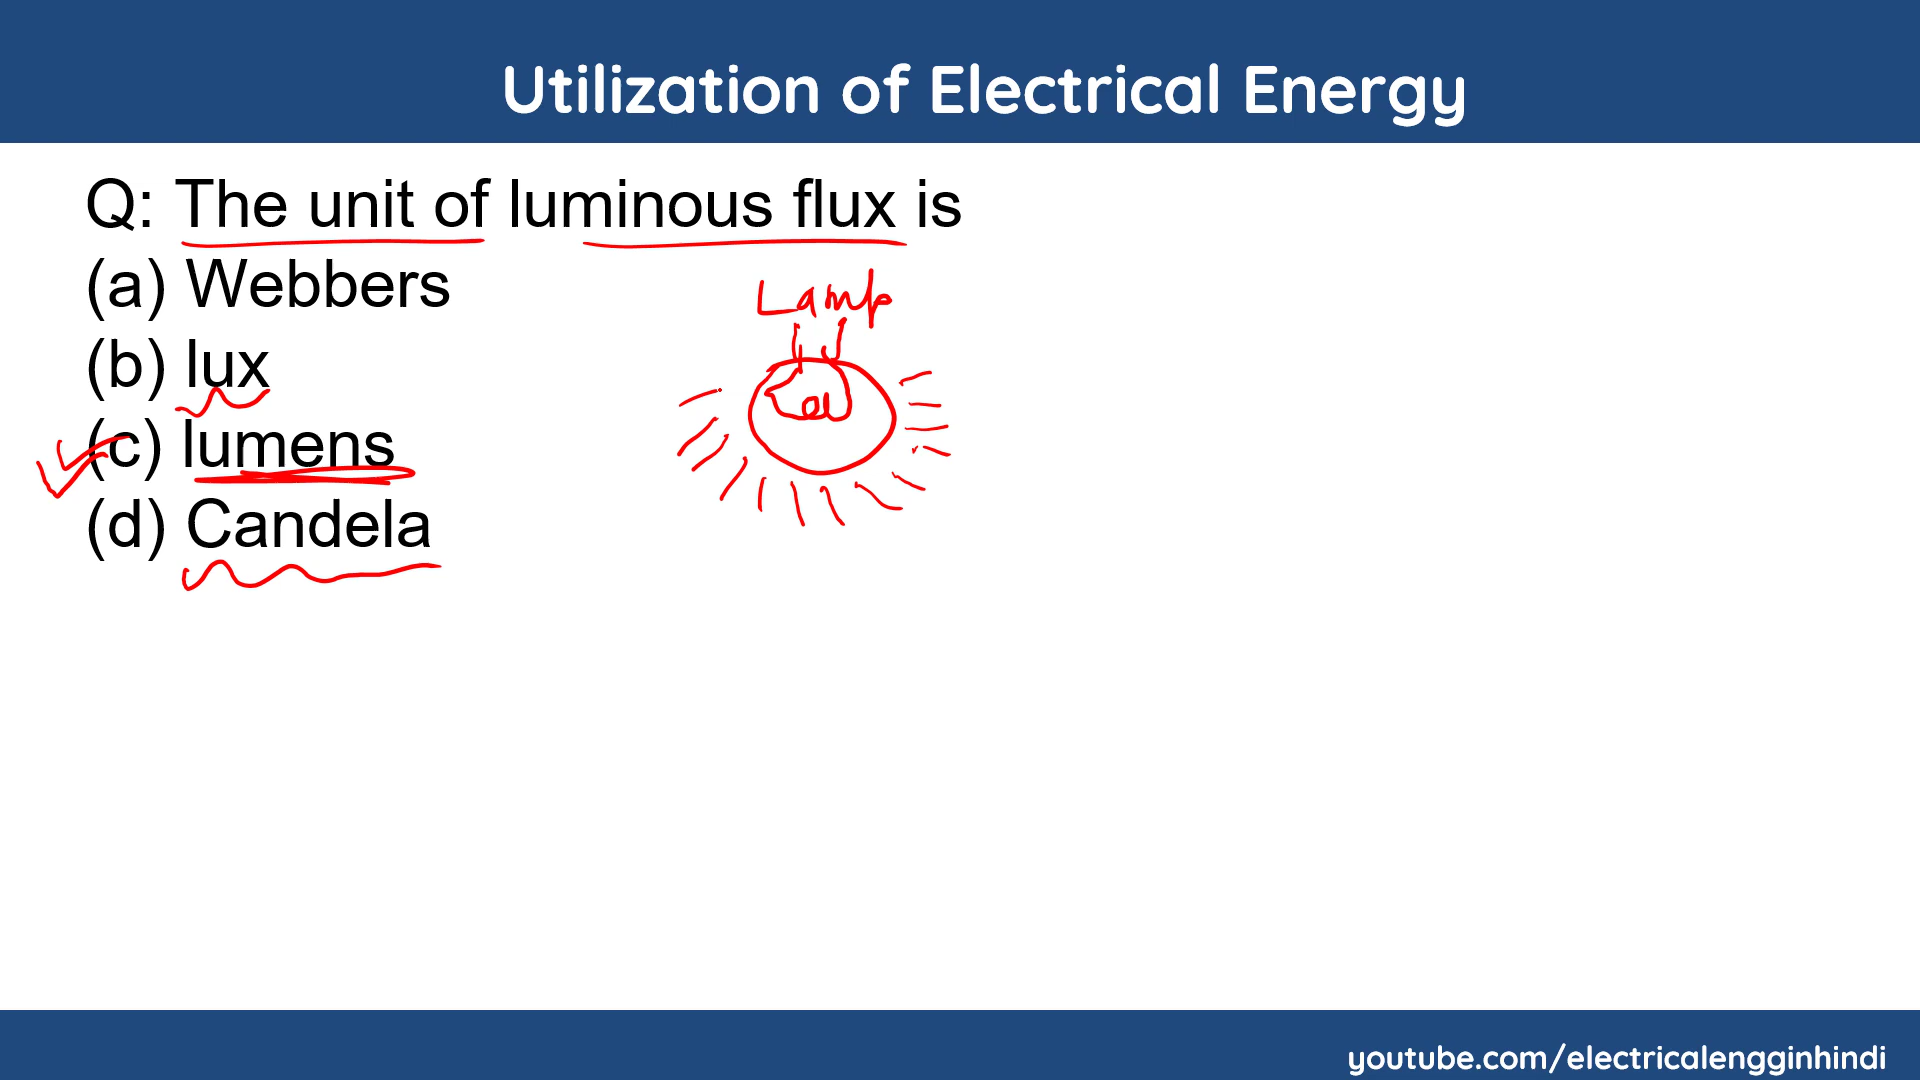 Utilization of Electrical Energy
Q: The unit of luminous flux is
(a) Webbers
Lamp
(b) lux
(c) lumens
(d) Candela
youtube.com/electricalengginhindi